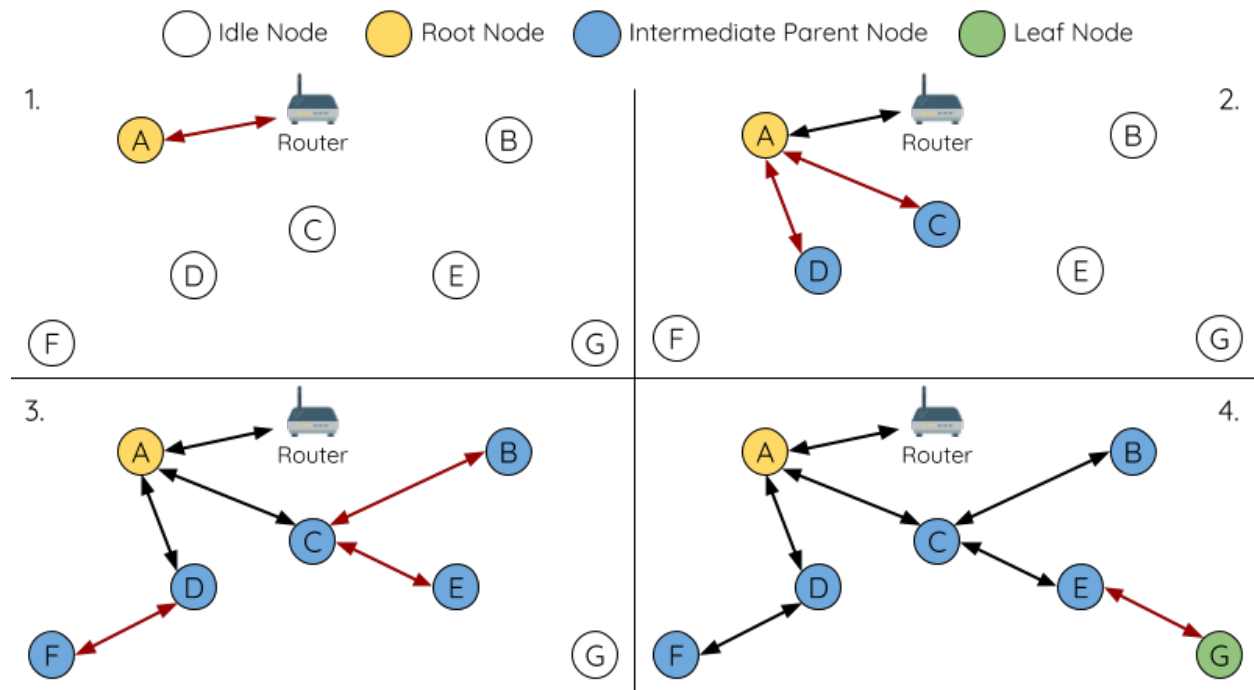 Idle Node
Root Node
Intermediate Parent Node
Leaf Node
1.
A
Router
B
C
D
E
F
G
2.
A
Router
B
C
D
E
F
G
3.
A
Router
B
C
D
E
F
G
4.
A
Router
B
C
D
E
F
G